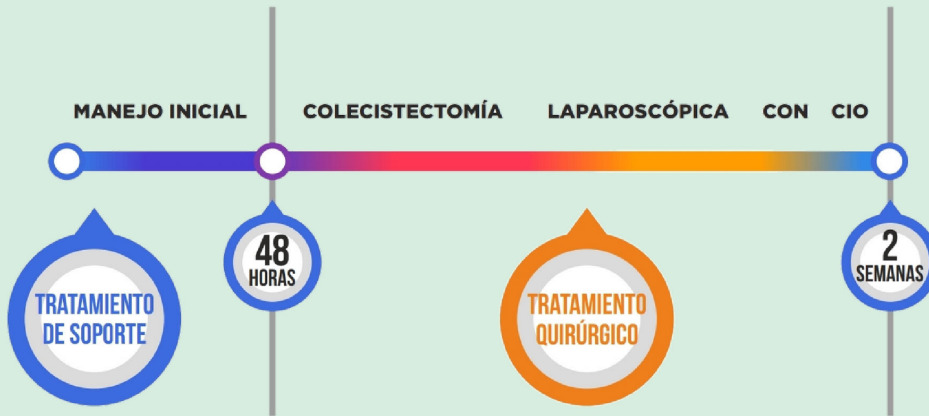 MANEJO INICIAL COLECISTECTOMÍA LAPAROSCÓPICA CON CIO
48
HORAS
2
SEMANAS
TRATAMIENTO
DE SOPORTE
TRATAMIENTO
QUIRÚRGICO